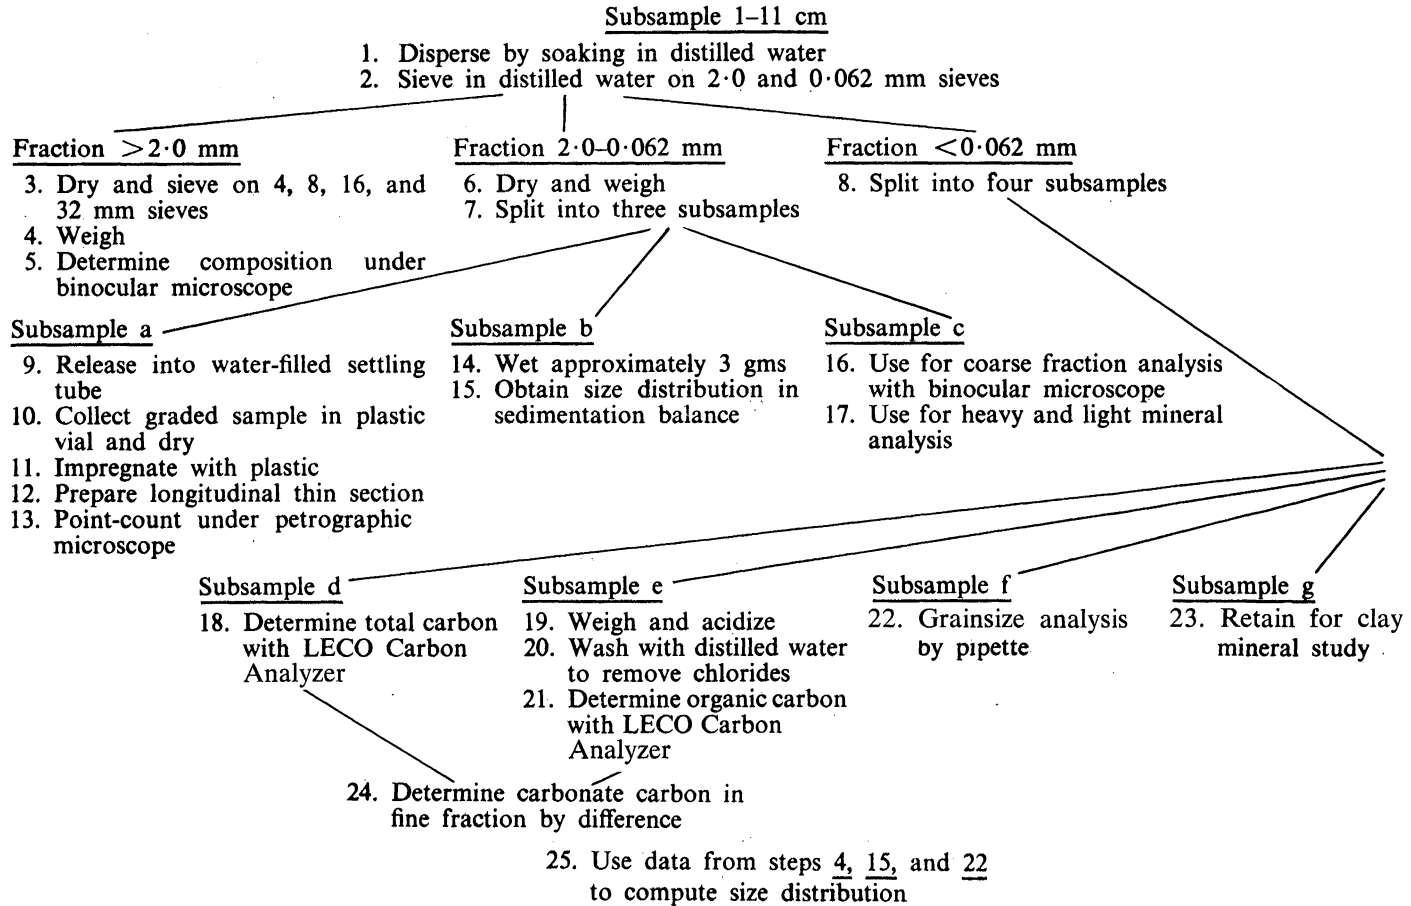 Subsample 1–11 cm
1. Disperse by soaking in distilled water
2. Sieve in distilled water on 2·0 and 0·062 mm sieves
Fraction >2·0 mm
3. Dry and sieve on 4, 8, 16, and
32 mm sieves
4. Weigh
5. Determine composition under
binocular microscope
Fraction 2·0–0·062 mm
6. Dry and weigh
7. Split into three subsamples
Fraction <0·062 mm
8. Split into four subsamples
Subsample a
9. Release into water-filled settling
tube
10. Collect graded sample in plastic
vial and dry
11. Impregnate with plastic
12. Prepare longitudinal thin section
13. Point-count under petrographic
microscope
Subsample b
14. Wet approximately 3 gms
15. Obtain size distribution in
sedimentation balance
Subsample c
16. Use for coarse fraction analysis
with binocular microscope
17. Use for heavy and light mineral
analysis
Subsample d
18. Determine total carbon
with LECO Carbon
Analyzer
Subsample e
19. Weigh and acidize
20. Wash with distilled water
to remove chlorides
21. Determine organic carbon
with LECO Carbon
Analyzer
Subsample f
22. Grainsize analysis
by pipette
Subsample g
23. Retain for clay
mineral study
24. Determine carbonate carbon in
fine fraction by difference
25. Use data from steps 4, 15, and 22
to compute size distribution